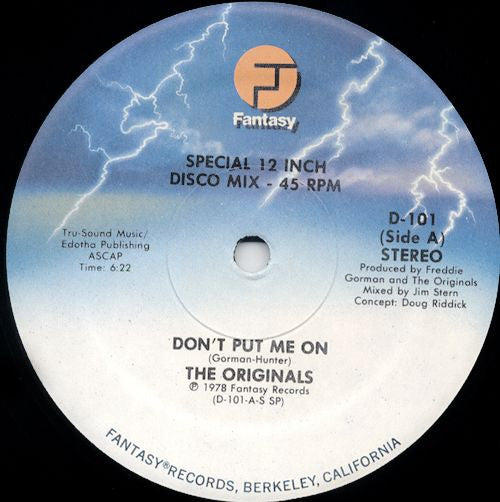 Fantasy
SPECIAL 12 INCH
DISCO MIX - 45 RPM
Tru-Sound Music/
Edotha Publishing
ASCAP
Time: 6:22
D-101
(Side A)
STEREO
Produced by Freddie
Gorman and The Originals
Mixed by Jim Stern
Concept: Doug Riddick
DON'T PUT ME ON
(Gorman-Hunter)
THE ORIGINALS
℗ 1978 Fantasy Records
(D-101-A-S SP)
FANTASY® RECORDS, BERKELEY, CALIFORNIA